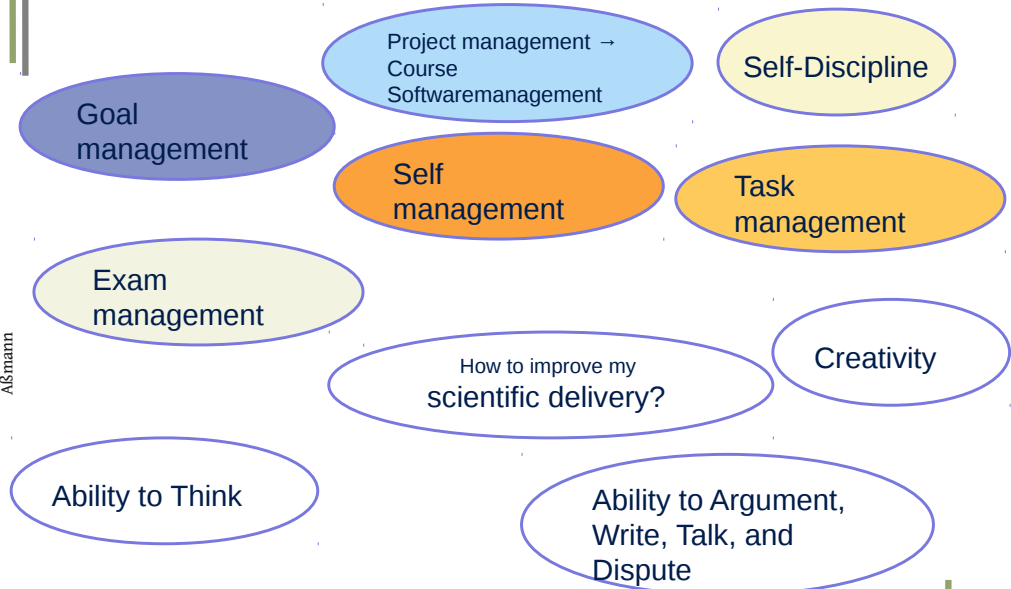 Project management →
Course
Softwaremanagement
Self-Discipline
Goal
management
Self
management
Task
management
Exam
management
Aßmann
How to improve my
scientific delivery?
Creativity
Ability to Think
Ability to Argument,
Write, Talk, and
Dispute